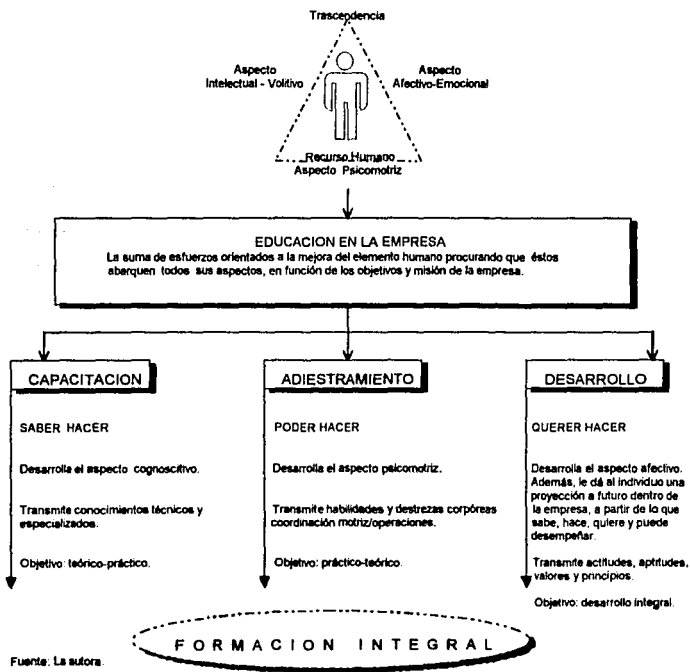 Trascendencia
Aspecto
Intelectual - Volitivo
Aspecto
Afectivo-Emocional
Recurso Humano
Aspecto Psicomotriz
EDUCACION EN LA EMPRESA
La suma de esfuerzos orientados a la mejora del elemento humano procurando que éstos
abarquen todos sus aspectos, en función de los objetivos y misión de la empresa.
CAPACITACION
SABER HACER
Desarrolla el aspecto cognoscitivo.
Transmite conocimientos técnicos y
especializados.
Objetivo: teórico-práctico.
ADIESTRAMIENTO
PODER HACER
Desarrolla el aspecto psicomotriz.
Transmite habilidades y destrezas corpóreas
coordinación motriz/operaciones.
Objetivo: práctico-teórico.
DESARROLLO
QUERER HACER
Desarrolla el aspecto afectivo.
Además, le dá al individuo una
proyección a futuro dentro de
la empresa, a partir de lo que
sabe, hace, quiere y puede
desempeñar.
Transmite actitudes, aptitudes,
valores y principios.
Objetivo: desarrollo integral.
FORMACION INTEGRAL
Fuente: La autora.